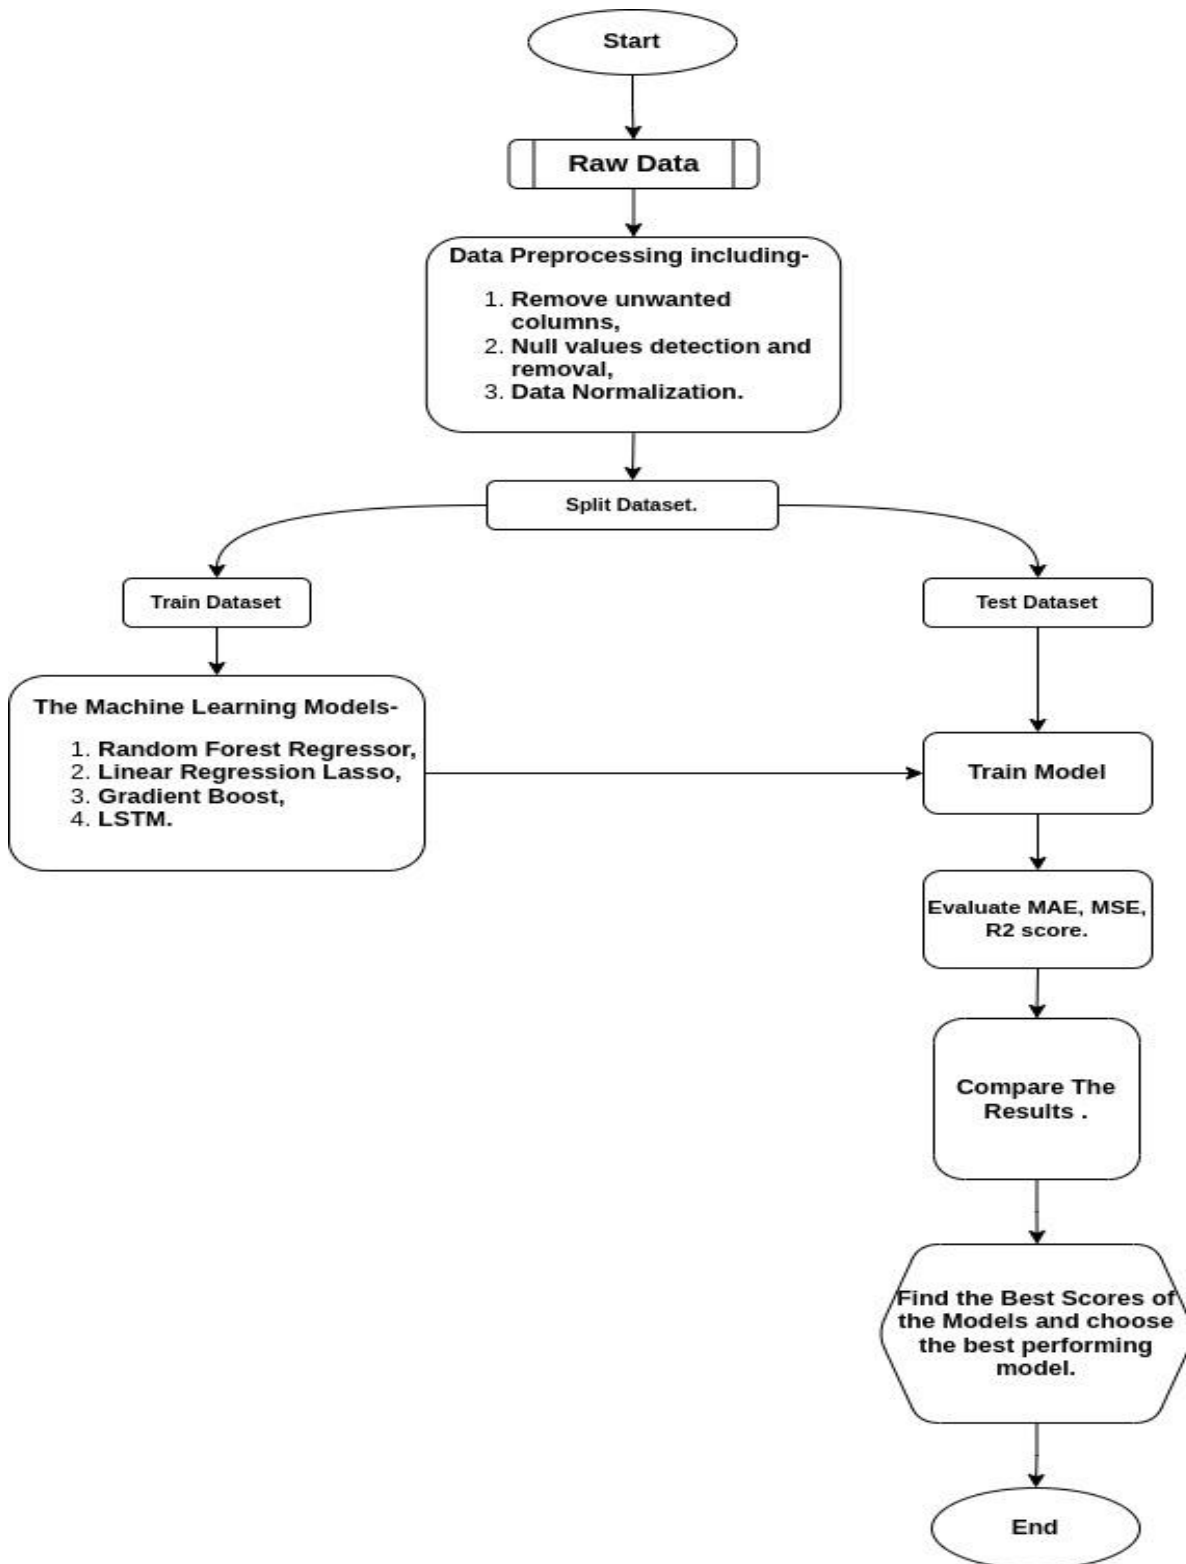 Start
Raw Data
Data Preprocessing including-
1. Remove unwanted
columns,
2. Null values detection and
removal,
3. Data Normalization.
Split Dataset.
Train Dataset
Test Dataset
The Machine Learning Models-
1. Random Forest Regressor,
2. Linear Regression Lasso,
3. Gradient Boost,
4. LSTM.
Train Model
Evaluate MAE, MSE,
R2 score.
Compare The
Results .
Find the Best Scores of
the Models and choose
the best performing
model.
End